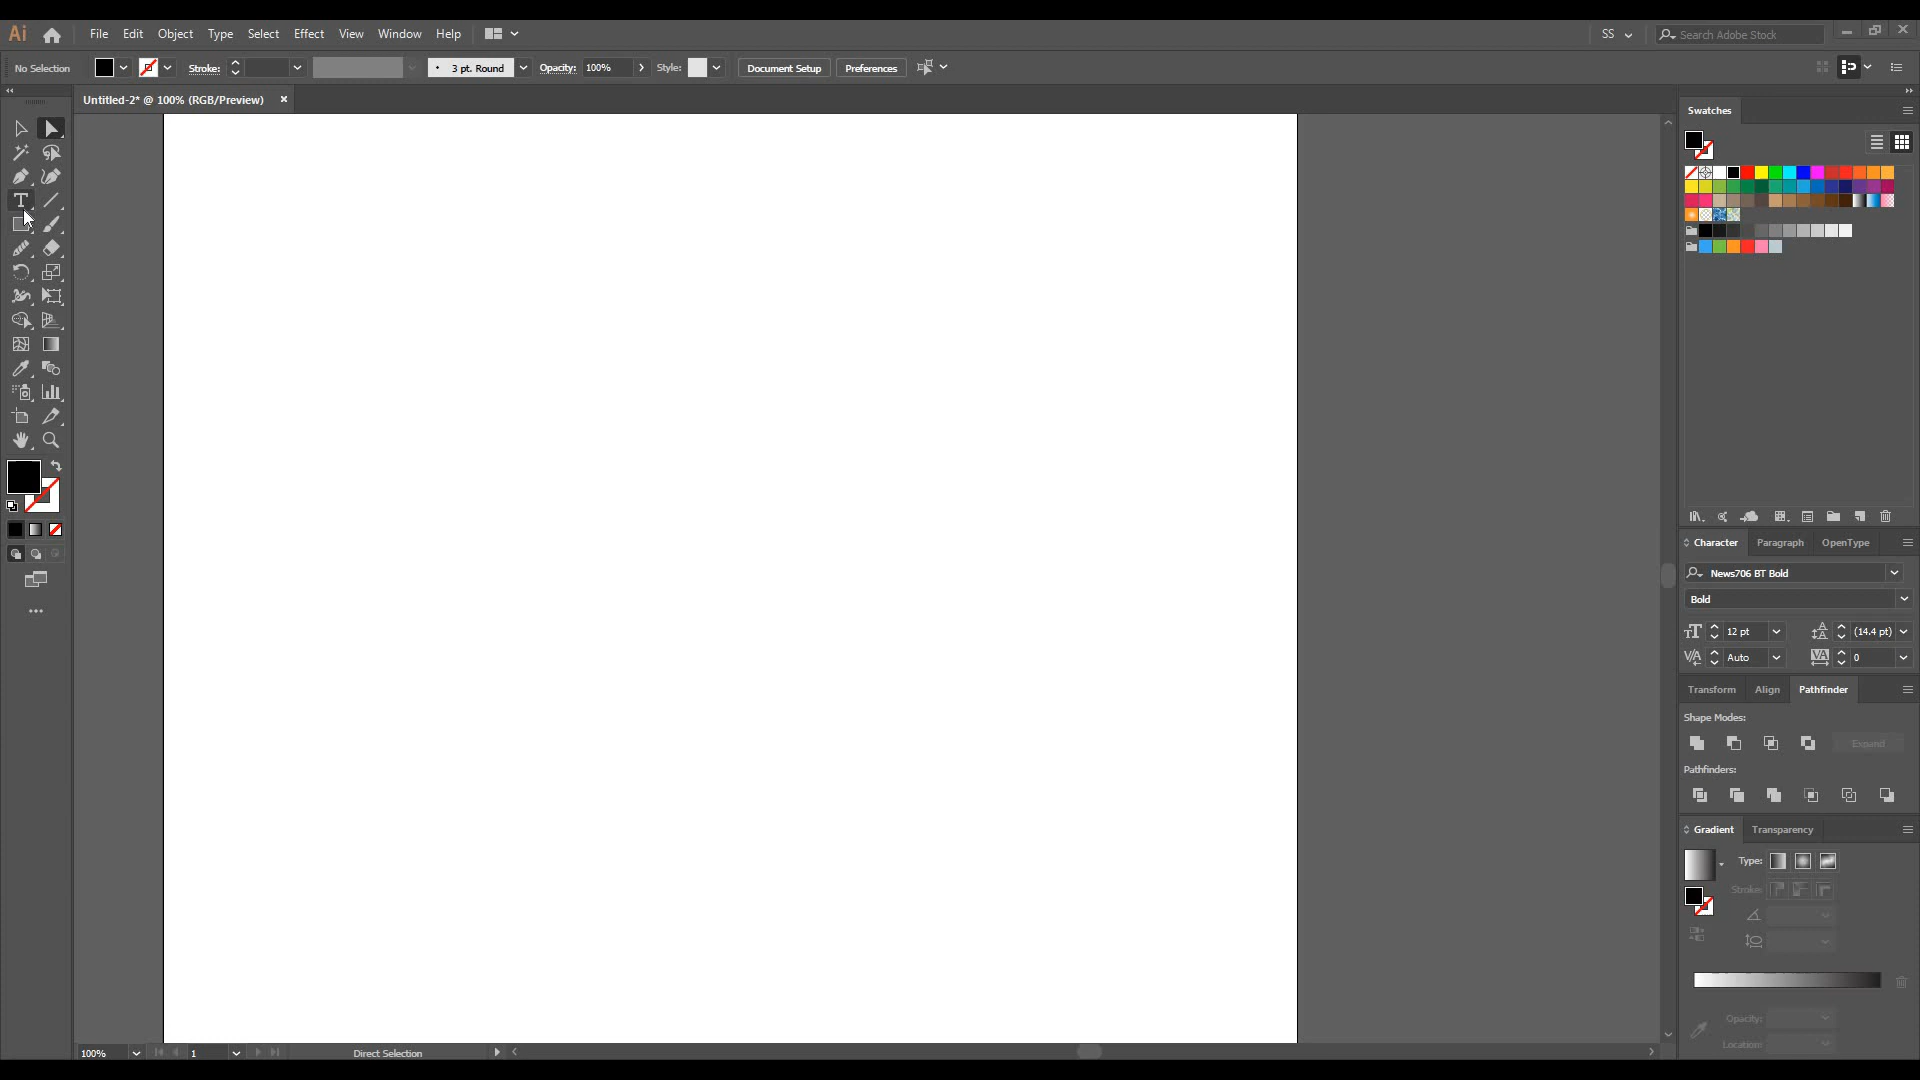 Ai
File Edit Object Type Select Effect View Window Help
SS
Search Adobe Stock
No Selection
Stroke:
3 pt. Round
Opacity: 100%
Style:
Document Setup
Preferences
Untitled-2* @ 100% (RGB/Preview)
Swatches
Character Paragraph OpenType
News706 BT Bold
Bold
12 pt
(14.4 pt)
Auto
0
Transform Align Pathfinder
Shape Modes:
Expand
Pathfinders:
Gradient Transparency
Type:
Stroke:
Opacity:
Location:
100%
1
Direct Selection